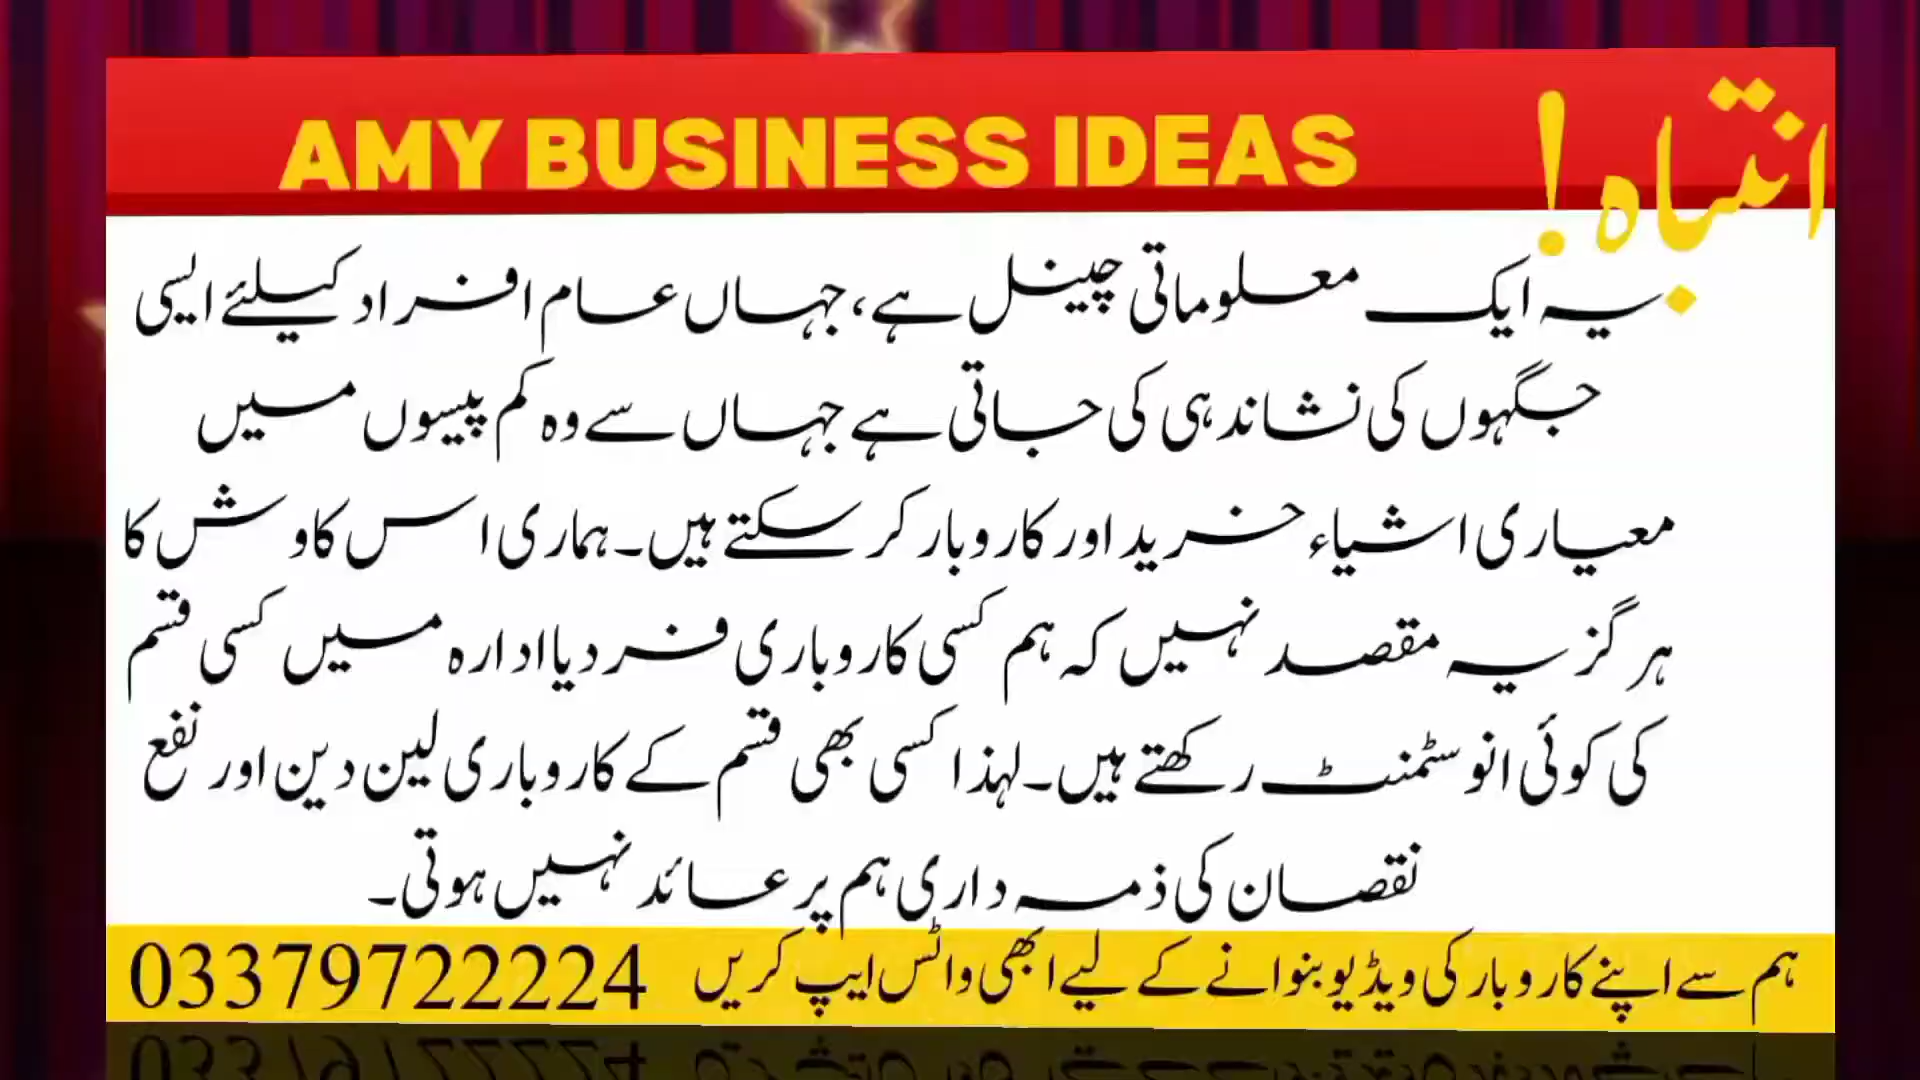 AMY BUSINESS IDEAS
انتباہ!
یہ ایک معلوماتی چینل ہے، جہاں عام افراد کیلئے ایسی
جگہوں کی نشاندہی کی جاتی ہے جہاں سے وہ کم پیسوں میں
معیاری اشیاء خرید اور کاروبار کر سکتے ہیں۔ ہماری اس کاوش کا
ہرگز یہ مقصد نہیں کہ ہم کسی کاروباری فرد یا ادارہ میں کسی قسم
کی کوئی انوسٹمنٹ رکھتے ہیں۔ لہذا کسی بھی قسم کے کاروباری لین دین اور نفع
نقصان کی ذمہ داری ہم پر عائد نہیں ہوتی۔
ہم سے اپنے کاروبار کی ویڈیو بنوانے کے لیے ابھی واٹس ایپ کریں 03379722224